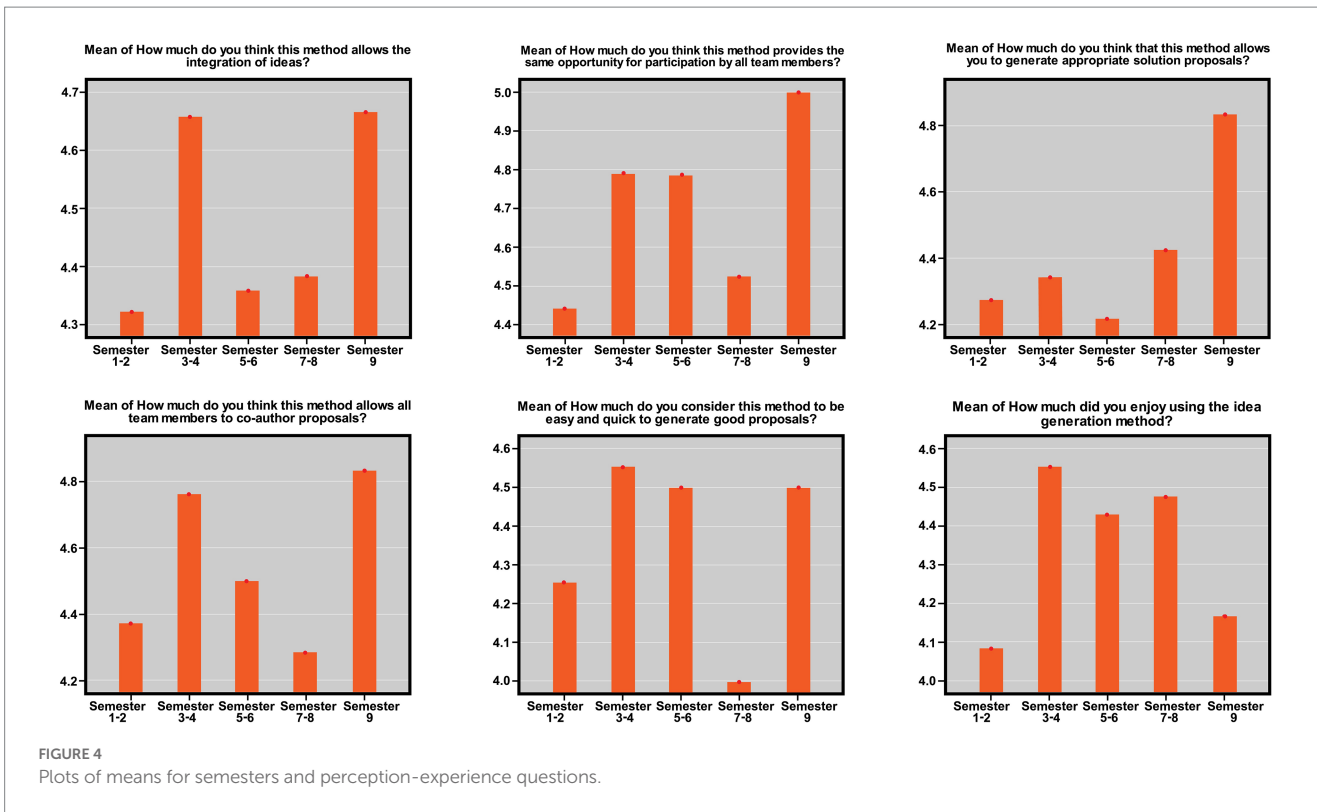 Mean of How much do you think this method allows the
integration of ideas?
4.7
4.6
4.5
4.4
4.3
Semester Semester Semester Semester Semester
1-2 3-4 5-6 7-8 9
Mean of How much do you think this method provides the
same opportunity for participation by all team members?
5.0
4.9
4.8
4.7
4.6
4.5
4.4
Semester Semester Semester Semester Semester
1-2 3-4 5-6 7-8 9
Mean of How much do you think that this method allows
you to generate appropriate solution proposals?
4.8
4.6
4.4
4.2
Semester Semester Semester Semester Semester
1-2 3-4 5-6 7-8 9
Mean of How much do you think this method allows all
team members to co-author proposals?
4.8
4.6
4.4
4.2
Semester Semester Semester Semester Semester
1-2 3-4 5-6 7-8 9
Mean of How much do you consider this method to be
easy and quick to generate good proposals?
4.6
4.5
4.4
4.3
4.2
4.1
4.0
Semester Semester Semester Semester Semester
1-2 3-4 5-6 7-8 9
Mean of How much did you enjoy using the idea
generation method?
4.6
4.5
4.4
4.3
4.2
4.1
4.0
Semester Semester Semester Semester Semester
1-2 3-4 5-6 7-8 9
FIGURE 4
Plots of means for semesters and perception-experience questions.